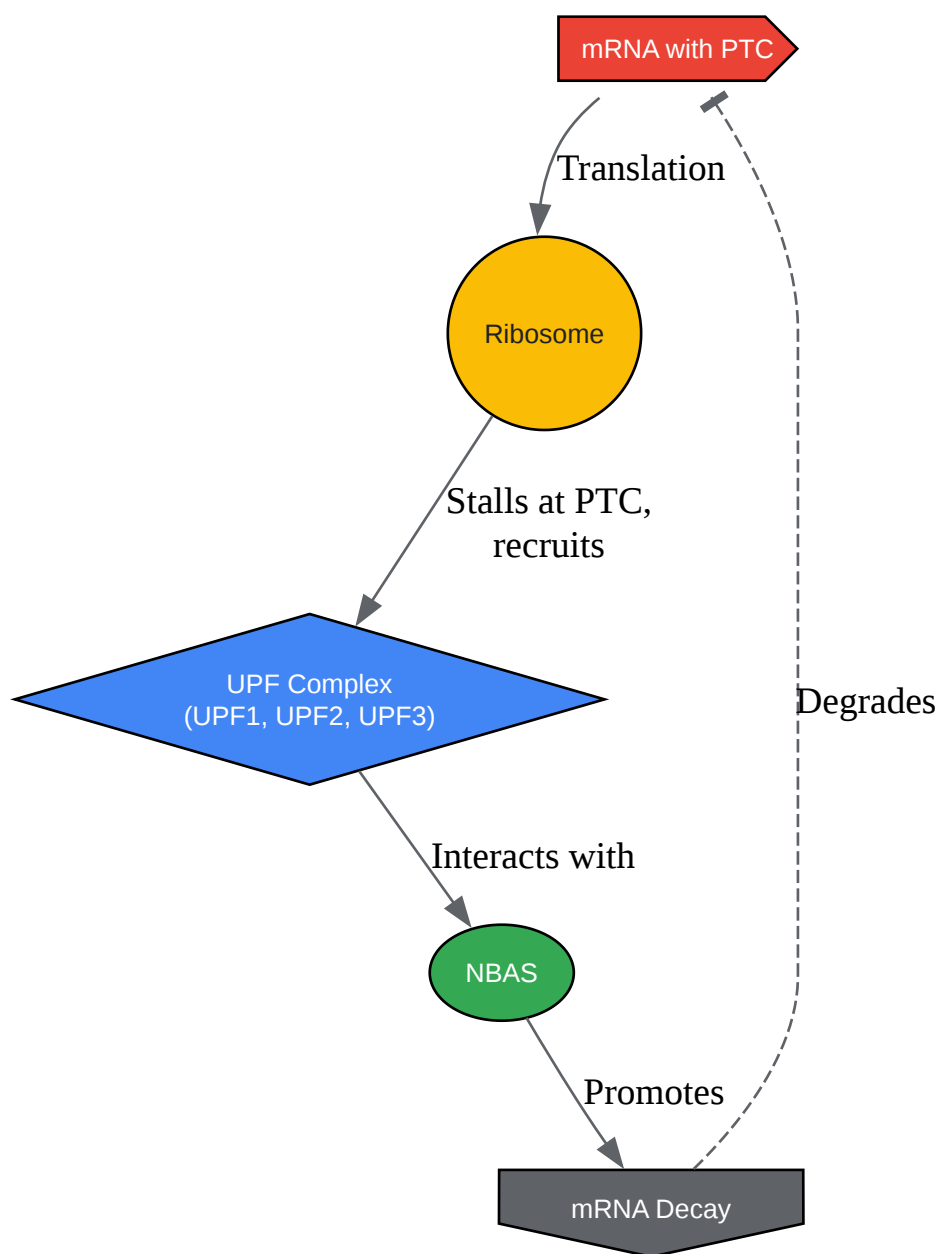 mRNA with PTC
Translation
Ribosome
Stalls at PTC,
recruits
UPF Complex
(UPF1, UPF2, UPF3)
Degrades
Interacts with
NBAS
Promotes
mRNA Decay